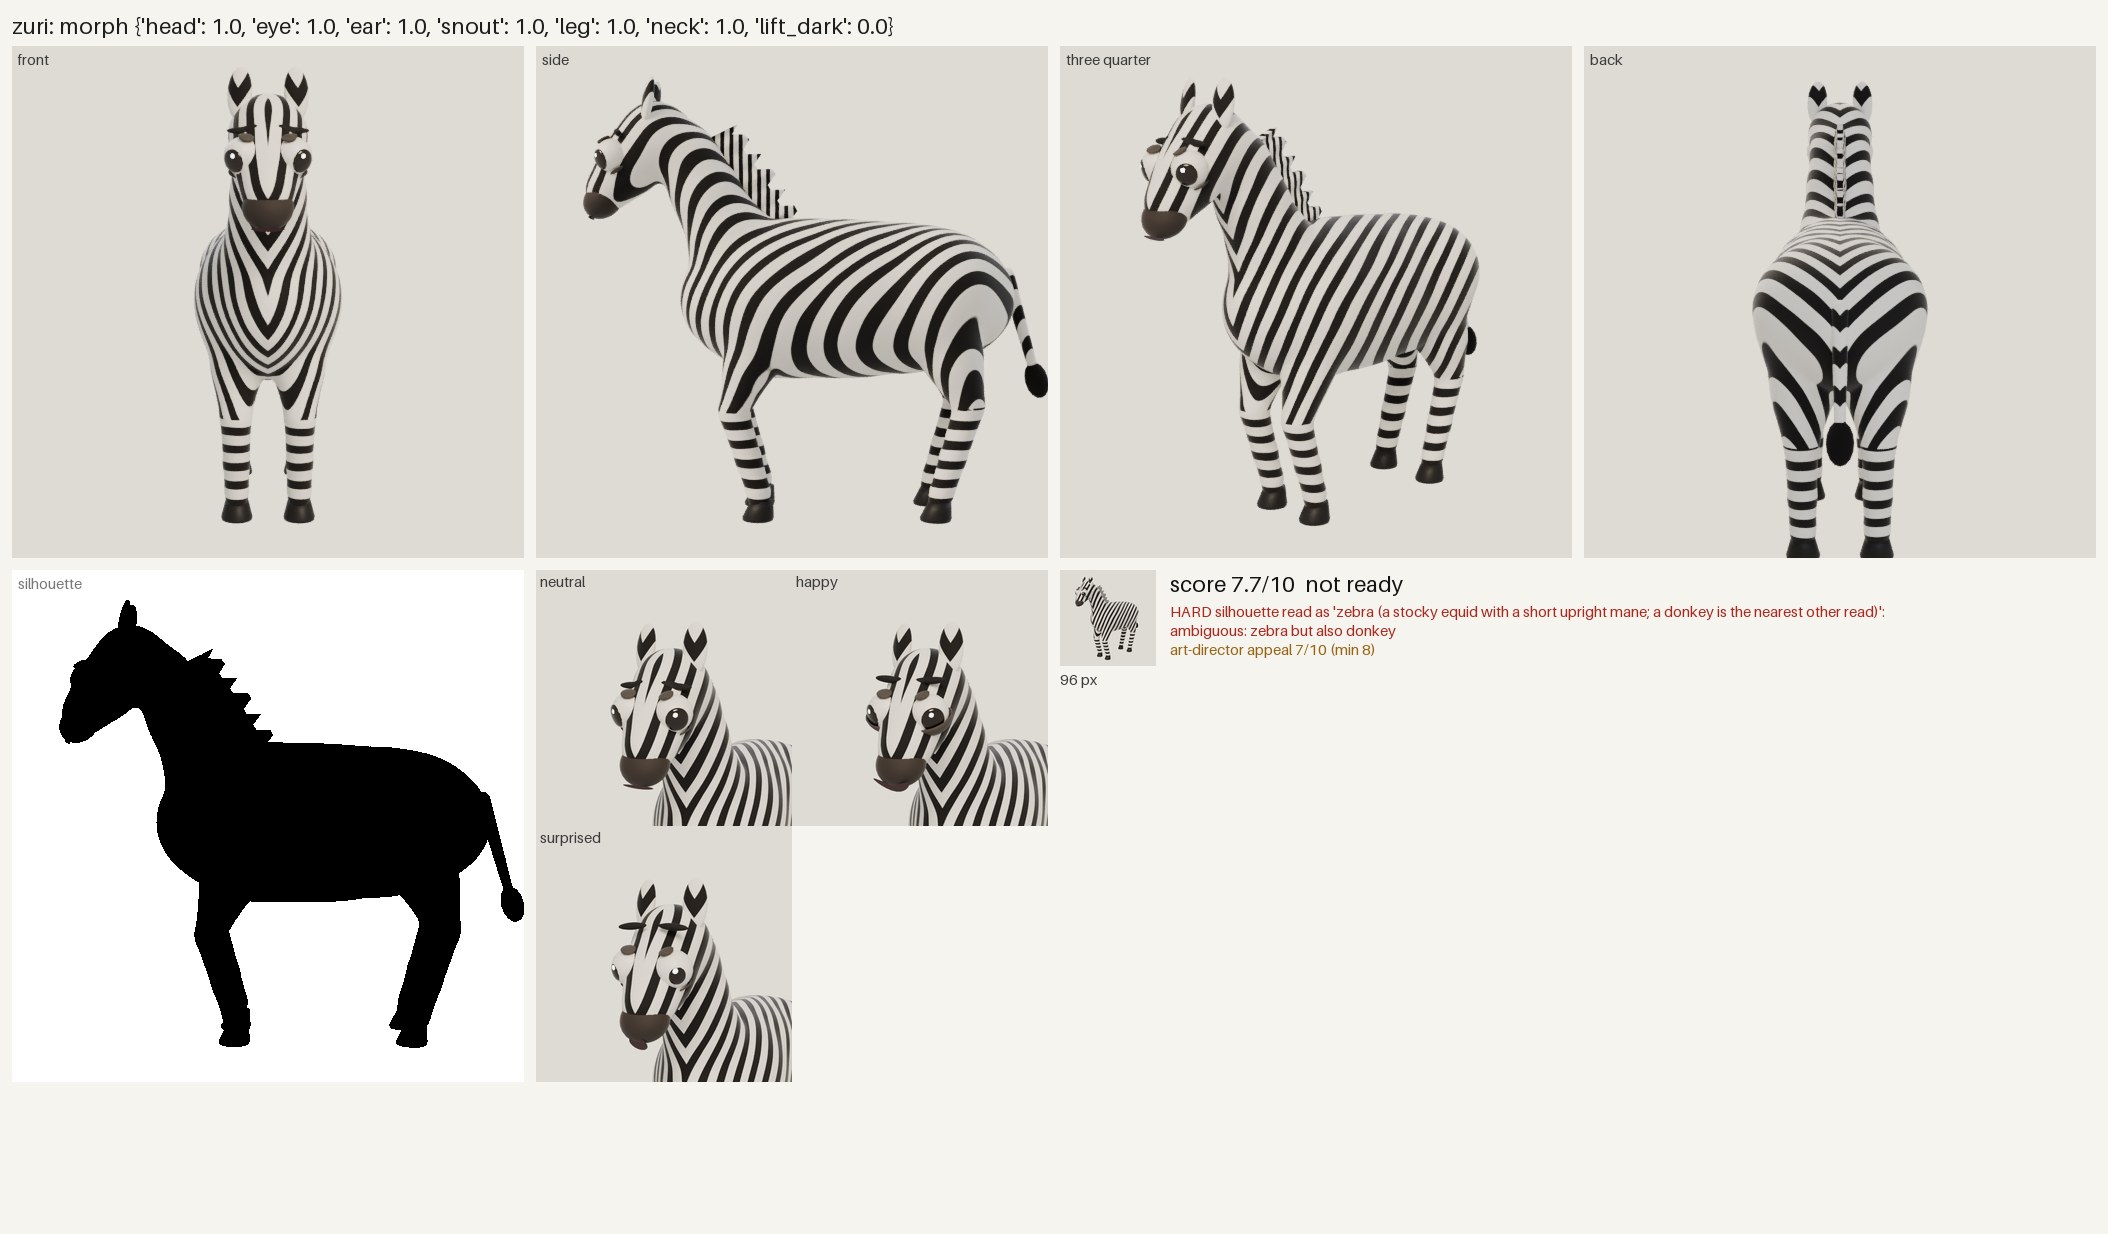 zuri: morph {'head': 1.0, 'eye': 1.0, 'ear': 1.0, 'snout': 1.0, 'leg': 1.0, 'neck': 1.0, 'lift_dark': 0.0}
front
side
three quarter
back
silhouette
neutral
happy
surprised
96 px
score 7.7/10 not ready
HARD silhouette read as 'zebra (a stocky equid with a short upright mane; a donkey is the nearest other read)':
ambiguous: zebra but also donkey
art-director appeal 7/10 (min 8)